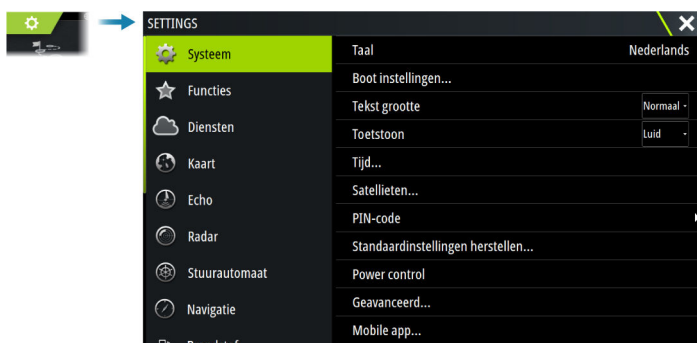 SETTINGS
Systeem
Functies
Diensten
Kaart
Echo
Radar
Stuurautomaat
Navigatie
Taal Nederlands
Boot instellingen...
Tekst grootte Normaal
Toetstoon Luid
Tijd...
Satellieten...
PIN-code
Standaardinstellingen herstellen...
Power control
Geavanceerd...
Mobile app...